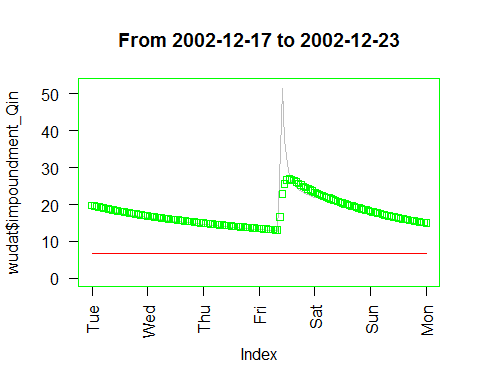 From 2002-12-17 to 2002-12-23
wudat$impoundment_Qin
50
40
30
20
10
0
Tue Wed Thu Fri Sat Sun Mon
Index